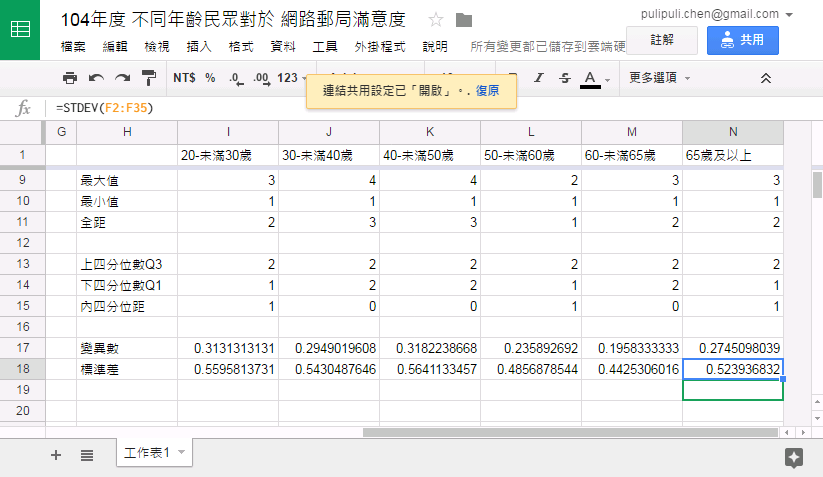 104年度 不同年齡民眾對於 網路郵局滿意度
pulipuli.chen@gmail.com
檔案 編輯 檢視 插入 格式 資料 工具 外掛程式 說明 所有變更都已儲存到雲端硬
註解
共用
NT$ % .0 .00 123
連結共用設定已「開啟」。. 復原
I S A 更多選項
fx =STDEV(F2:F35)
G H I J K L M N
1 20-未滿30歲 30-未滿40歲 40-未滿50歲 50-未滿60歲 60-未滿65歲 65歲及以上
9 最大值 3 4 4 2 3 3
10 最小值 1 1 1 1 1 1
11 全距 2 3 3 1 2 2
12
13 上四分位數Q3 2 2 2 2 2 2
14 下四分位數Q1 1 2 2 1 2 1
15 內四分位距 1 0 0 1 0 1
16
17 變異數 0.3131313131 0.2949019608 0.3182238668 0.235892692 0.1958333333 0.2745098039
18 標準差 0.5595813731 0.5430487646 0.5641133457 0.4856878544 0.4425306016 0.523936832
19
20
工作表1